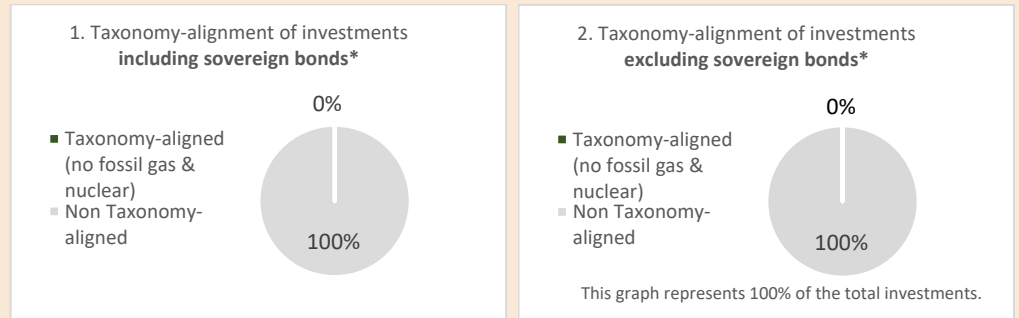 1. Taxonomy-alignment of investments
including sovereign bonds*
0%
Taxonomy-aligned
(no fossil gas &
nuclear)
Non Taxonomy-
aligned
100%
2. Taxonomy-alignment of investments
excluding sovereign bonds*
0%
Taxonomy-aligned
(no fossil gas &
nuclear)
Non Taxonomy-
aligned
100%
This graph represents 100% of the total investments.